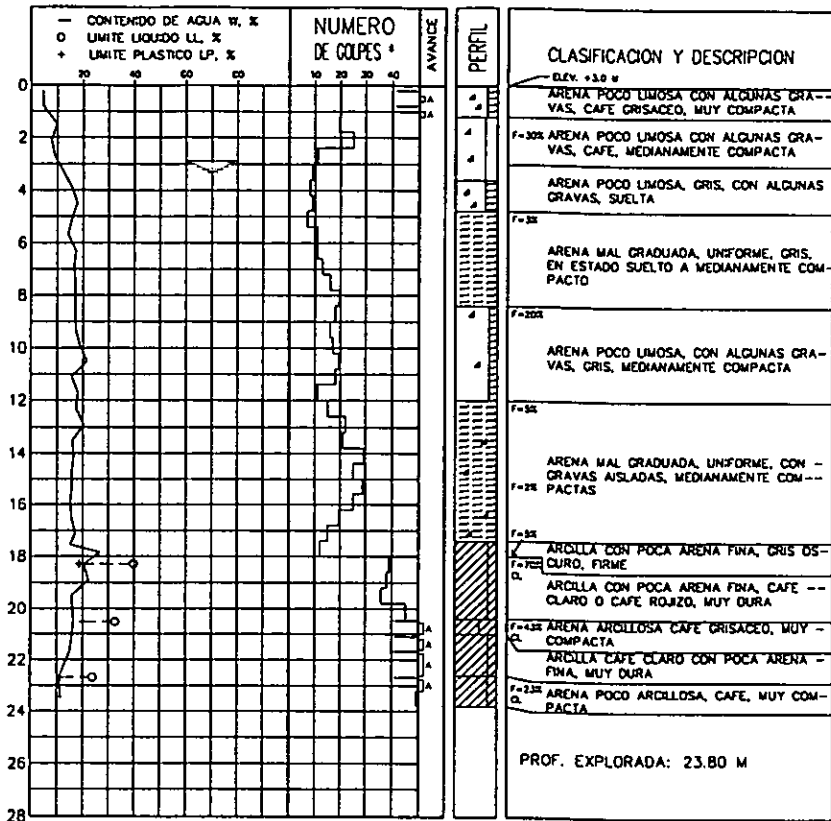 — CONTENIDO DE AGUA W, %
o LIMITE LIQUIDO LL, %
+ LIMITE PLASTICO LP, %
20 40 60 80
NUMERO
DE GOLPES *
10 20 30 40
AVANCE
PERFIL
CLASIFICACION Y DESCRIPCION
ELEV. +3.0 M
0
2
4
6
8
10
12
14
16
18
20
22
24
26
28
A
A
A
A
A
A
ARENA POCO LIMOSA CON ALGUNAS GRA--
VAS, CAFE GRISACEO, MUY COMPACTA
F=30% ARENA POCO LIMOSA CON ALGUNAS GRA-
VAS, CAFE, MEDIANAMENTE COMPACTA
ARENA POCO LIMOSA, GRIS, CON ALGUNAS
GRAVAS, SUELTA
F=3%
ARENA MAL GRADUADA, UNIFORME, GRIS,
EN ESTADO SUELTO A MEDIANAMENTE COM-
PACTO
F=20%
ARENA POCO LIMOSA, CON ALGUNAS GRA-
VAS, GRIS, MEDIANAMENTE COMPACTA
F=5%
ARENA MAL GRADUADA, UNIFORME, CON -
GRAVAS AISLADAS, MEDIANAMENTE COM---
F=2% PACTAS
F=5%
ARCILLA CON POCA ARENA FINA, GRIS OS-
CURO, FIRME
CL
ARCILLA CON POCA ARENA FINA, CAFE --
CLARO O CAFE ROJIZO, MUY DURA
F=43% ARENA ARCILLOSA CAFE GRISACEO, MUY -
CL COMPACTA
ARCILLA CAFE CLARO CON POCA ARENA -
FINA, MUY DURA
F=23% ARENA POCO ARCILLOSA, CAFE, MUY COM-
CL PACTA
PROF. EXPLORADA: 23.80 M